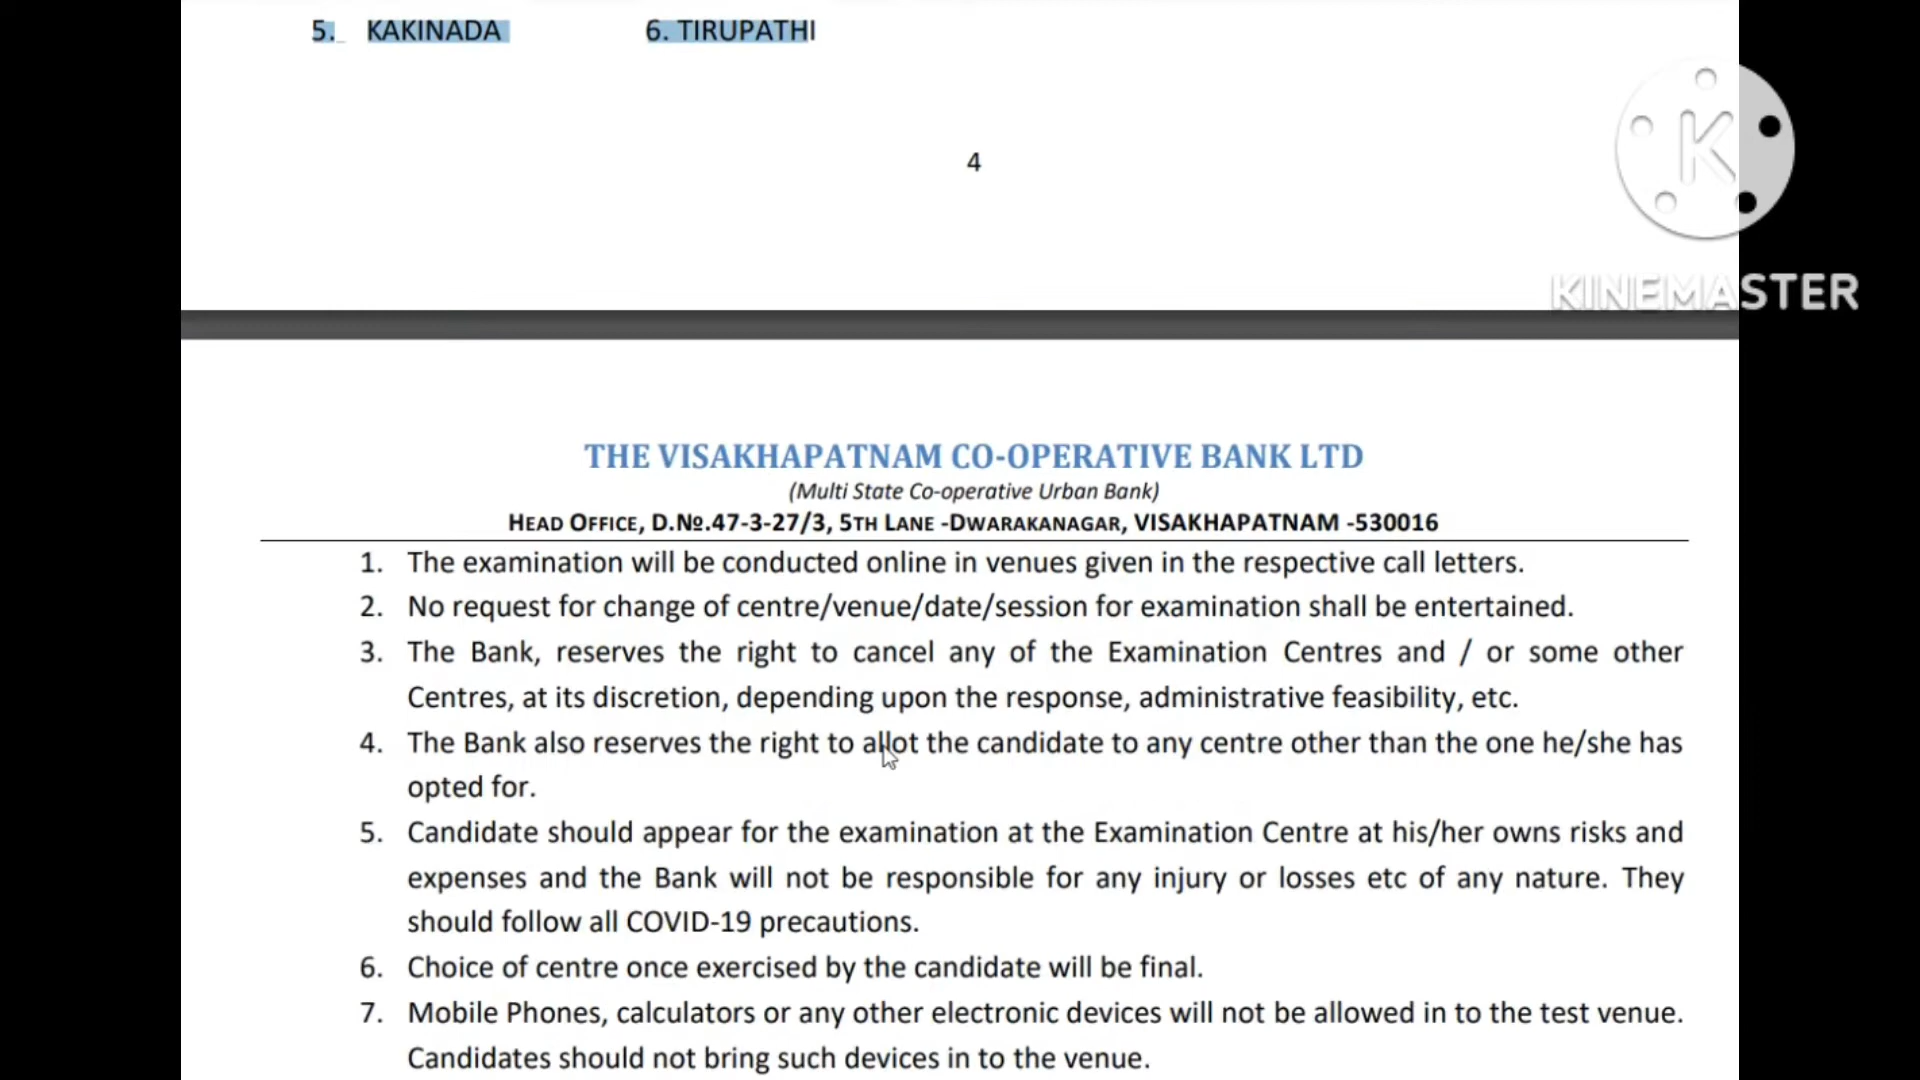 5. KAKINADA 6. TIRUPATHI
4
K
KINEMASTER
THE VISAKHAPATNAM CO-OPERATIVE BANK LTD
(Multi State Co-operative Urban Bank)
HEAD OFFICE, D.№.47-3-27/3, 5TH LANE -DWARAKANAGAR, VISAKHAPATNAM -530016
1. The examination will be conducted online in venues given in the respective call letters.
2. No request for change of centre/venue/date/session for examination shall be entertained.
3. The Bank, reserves the right to cancel any of the Examination Centres and / or some other
Centres, at its discretion, depending upon the response, administrative feasibility, etc.
4. The Bank also reserves the right to allot the candidate to any centre other than the one he/she has
opted for.
5. Candidate should appear for the examination at the Examination Centre at his/her owns risks and
expenses and the Bank will not be responsible for any injury or losses etc of any nature. They
should follow all COVID-19 precautions.
6. Choice of centre once exercised by the candidate will be final.
7. Mobile Phones, calculators or any other electronic devices will not be allowed in to the test venue.
Candidates should not bring such devices in to the venue.